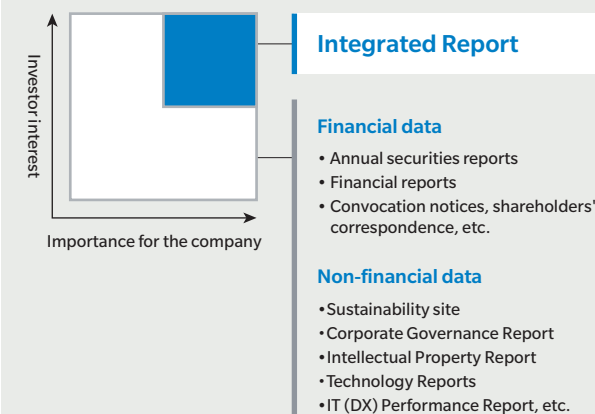 Investor interest
Importance for the company
Integrated Report
Financial data
• Annual securities reports
• Financial reports
• Convocation notices, shareholders'
correspondence, etc.
Non-financial data
•Sustainability site
•Corporate Governance Report
•Intellectual Property Report
•Technology Reports
•IT (DX) Performance Report, etc.